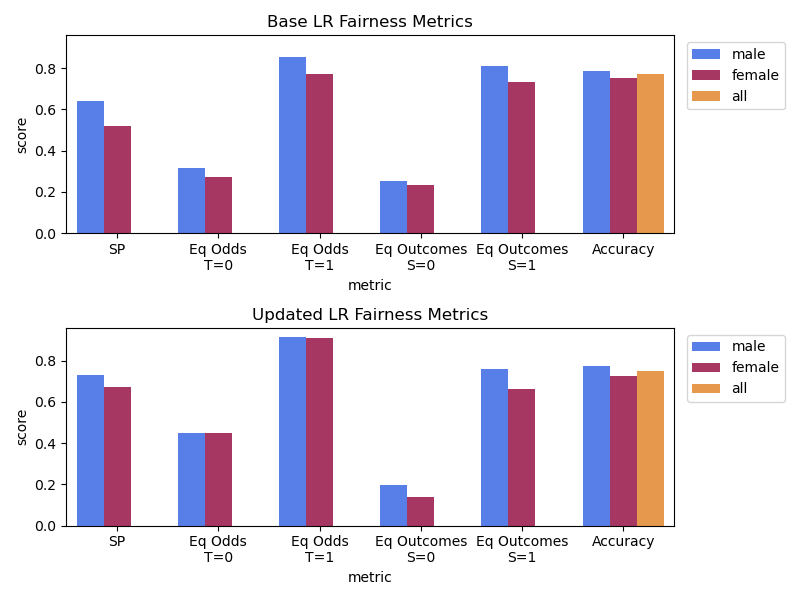 Base LR Fairness Metrics
score
0.8
0.6
0.4
0.2
0.0
SP
Eq Odds
T=0
Eq Odds
T=1
Eq Outcomes
S=0
Eq Outcomes
S=1
Accuracy
metric
male
female
all
Updated LR Fairness Metrics
score
0.8
0.6
0.4
0.2
0.0
SP
Eq Odds
T=0
Eq Odds
T=1
Eq Outcomes
S=0
Eq Outcomes
S=1
Accuracy
metric
male
female
all